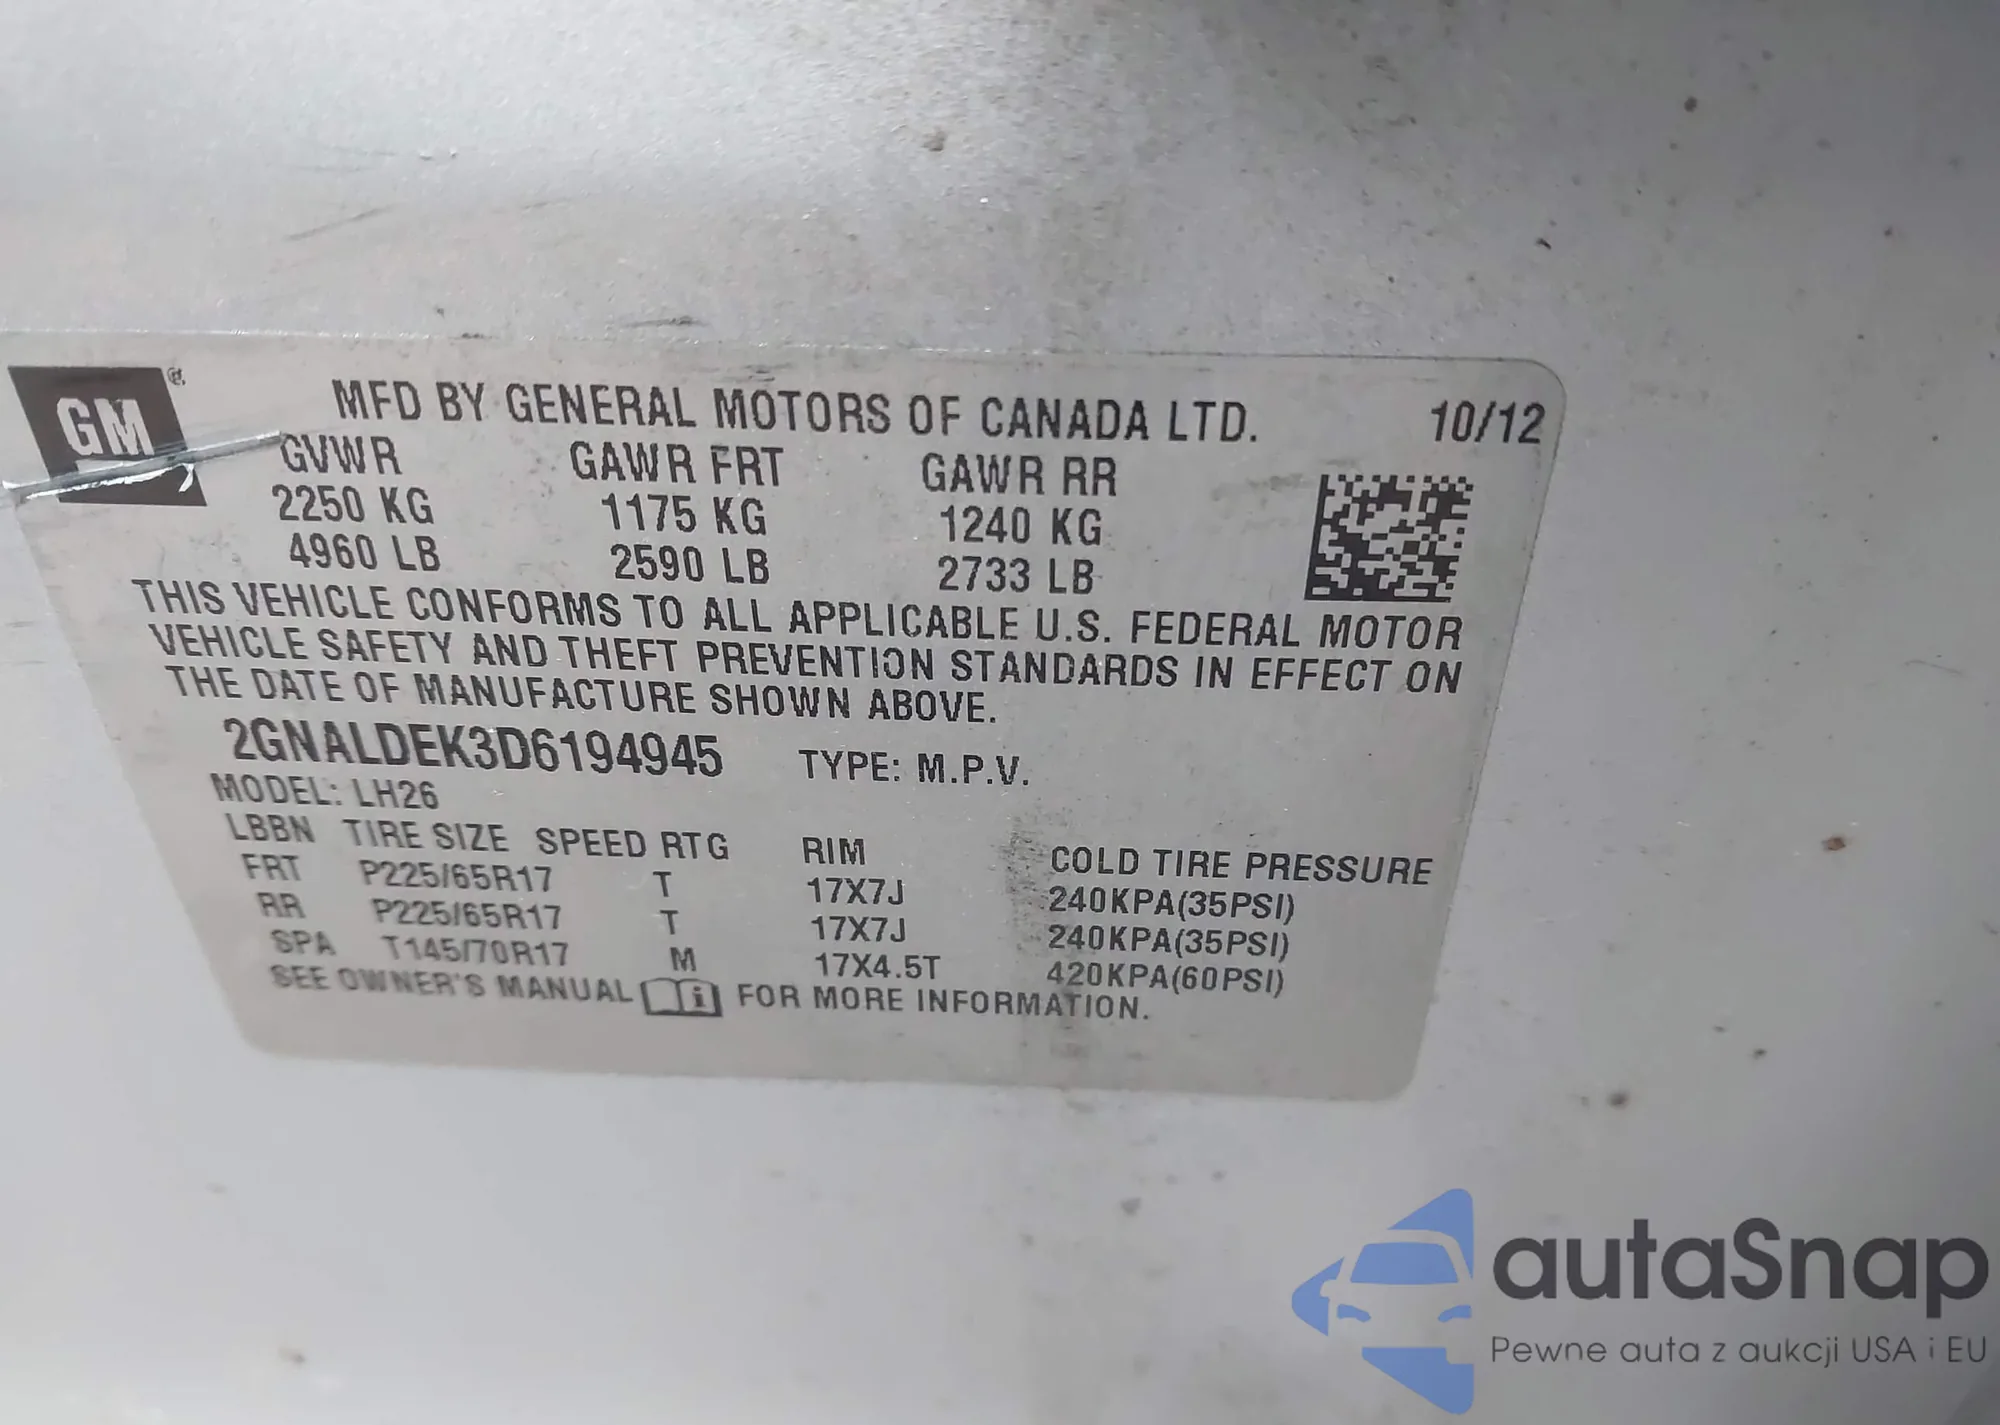 GM
MFD BY GENERAL MOTORS OF CANADA LTD. 10/12
GVWR GAWR FRT GAWR RR
2250 KG 1175 KG 1240 KG
4960 LB 2590 LB 2733 LB
THIS VEHICLE CONFORMS TO ALL APPLICABLE U.S. FEDERAL MOTOR
VEHICLE SAFETY AND THEFT PREVENTION STANDARDS IN EFFECT ON
THE DATE OF MANUFACTURE SHOWN ABOVE.
2GNALDEK3D6194945 TYPE: M.P.V.
MODEL: LH26
LBBN TIRE SIZE SPEED RTG RIM COLD TIRE PRESSURE
FRT P225/65R17 T 17X7J 240KPA(35PSI)
RR P225/65R17 T 17X7J 240KPA(35PSI)
SPA T145/70R17 M 17X4.5T 420KPA(60PSI)
SEE OWNER'S MANUAL FOR MORE INFORMATION.
autaSnap
Pewne auta z aukcji USA i EU